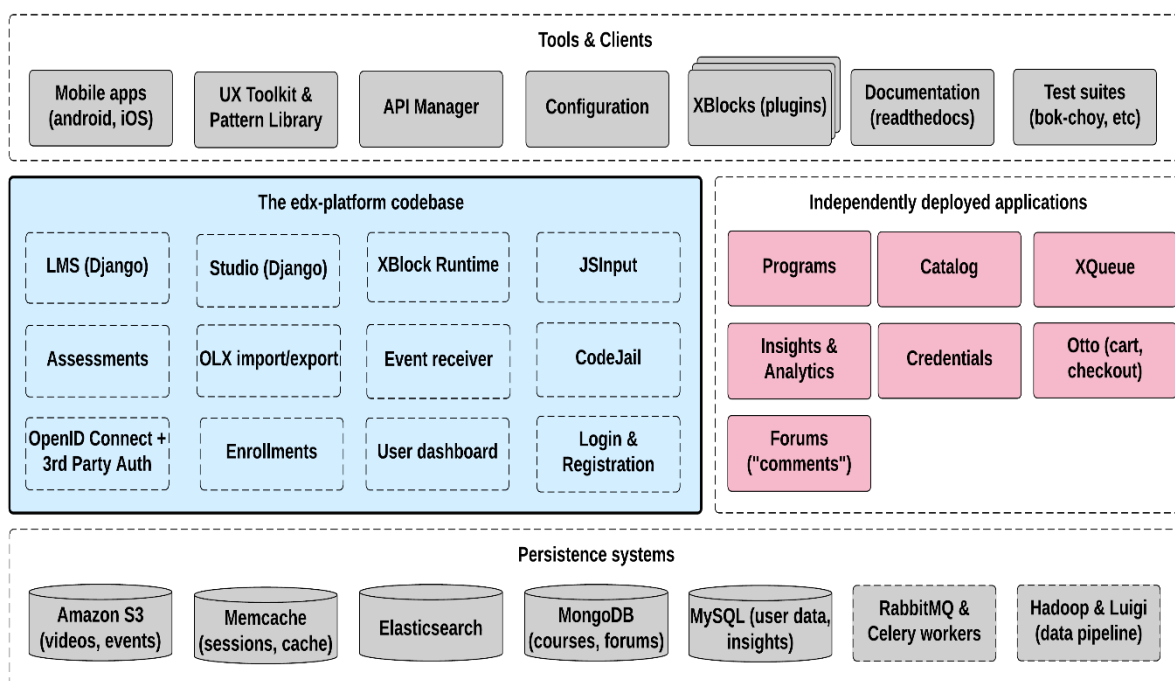 Tools & Clients
Mobile apps
(android, iOS)
UX Toolkit &
Pattern Library
API Manager
Configuration
XBlocks (plugins)
Documentation
(readthedocs)
Test suites
(bok-choy, etc)
The edx-platform codebase
LMS (Django)
Studio (Django)
XBlock Runtime
JSInput
Assessments
OLX import/export
Event receiver
CodeJail
OpenID Connect +
3rd Party Auth
Enrollments
User dashboard
Login &
Registration
Independently deployed applications
Programs
Catalog
XQueue
Insights &
Analytics
Credentials
Otto (cart,
checkout)
Forums
("comments")
Persistence systems
Amazon S3
(videos, events)
Memcache
(sessions, cache)
Elasticsearch
MongoDB
(courses, forums)
MySQL (user data,
insights)
RabbitMQ &
Celery workers
Hadoop & Luigi
(data pipeline)